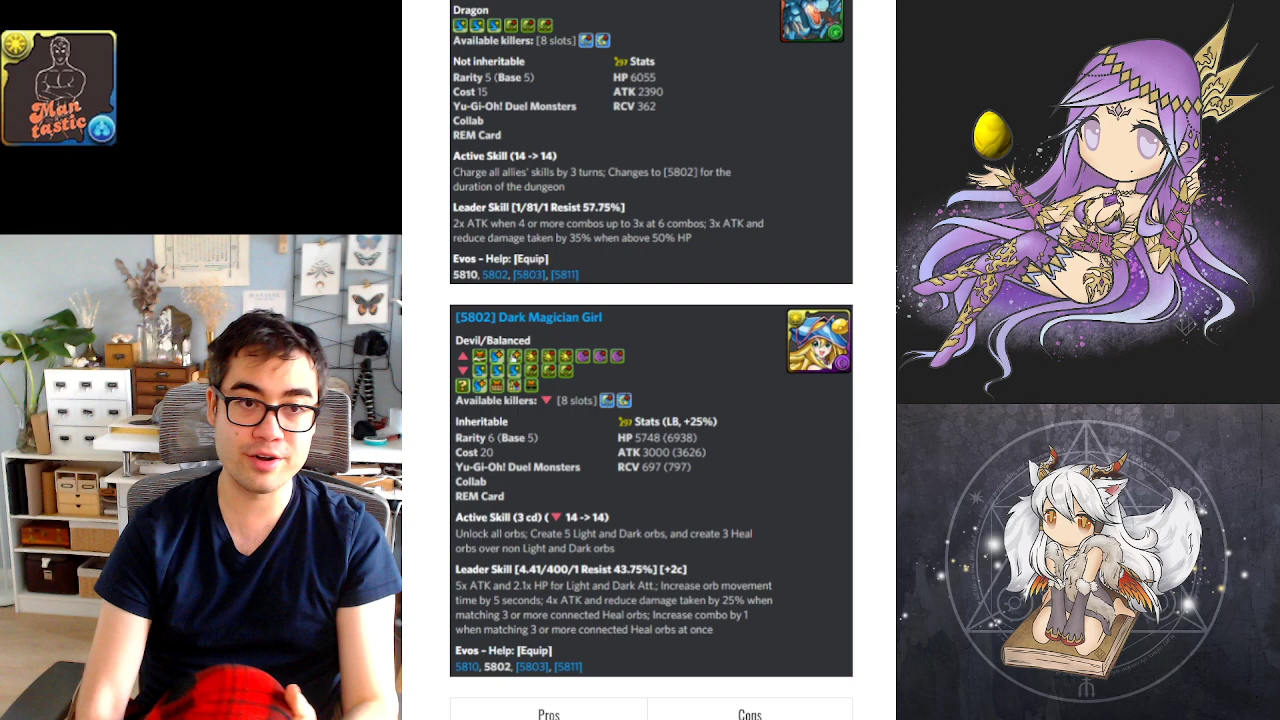 Man
tastic
Dragon
Available killers: [8 slots]
Not inheritable
297 Stats
Rarity 5 (Base 5)
HP 6055
Cost 15
ATK 2390
Yu-Gi-Oh! Duel Monsters
RCV 362
Collab
REM Card
Active Skill (14 -> 14)
Charge all allies' skills by 3 turns; Changes to [5802] for the
duration of the dungeon
Leader Skill [1/81/1 Resist 57.75%]
2x ATK when 4 or more combos up to 3x at 6 combos; 3x ATK and
reduce damage taken by 35% when above 50% HP
Evos – Help: [Equip]
5810, 5802, [5803], [5811]
[5802] Dark Magician Girl
Devil/Balanced
Available killers: 🔻 [8 slots]
Inheritable
297 Stats (LB, +25%)
Rarity 6 (Base 5)
HP 5748 (6938)
Cost 20
ATK 3000 (3626)
Yu-Gi-Oh! Duel Monsters
RCV 697 (797)
Collab
REM Card
Active Skill (3 cd) ( 🔻 14 -> 14)
Unlock all orbs; Create 5 Light and Dark orbs, and create 3 Heal
orbs over non Light and Dark orbs
Leader Skill [4.41/400/1 Resist 43.75%] [+2c]
5x ATK and 2.1x HP for Light and Dark Att.; Increase orb movement
time by 5 seconds; 4x ATK and reduce damage taken by 25% when
matching 3 or more connected Heal orbs; Increase combo by 1
when matching 3 or more connected Heal orbs at once
Evos – Help: [Equip]
5810, 5802, [5803], [5811]
Pros
Cons